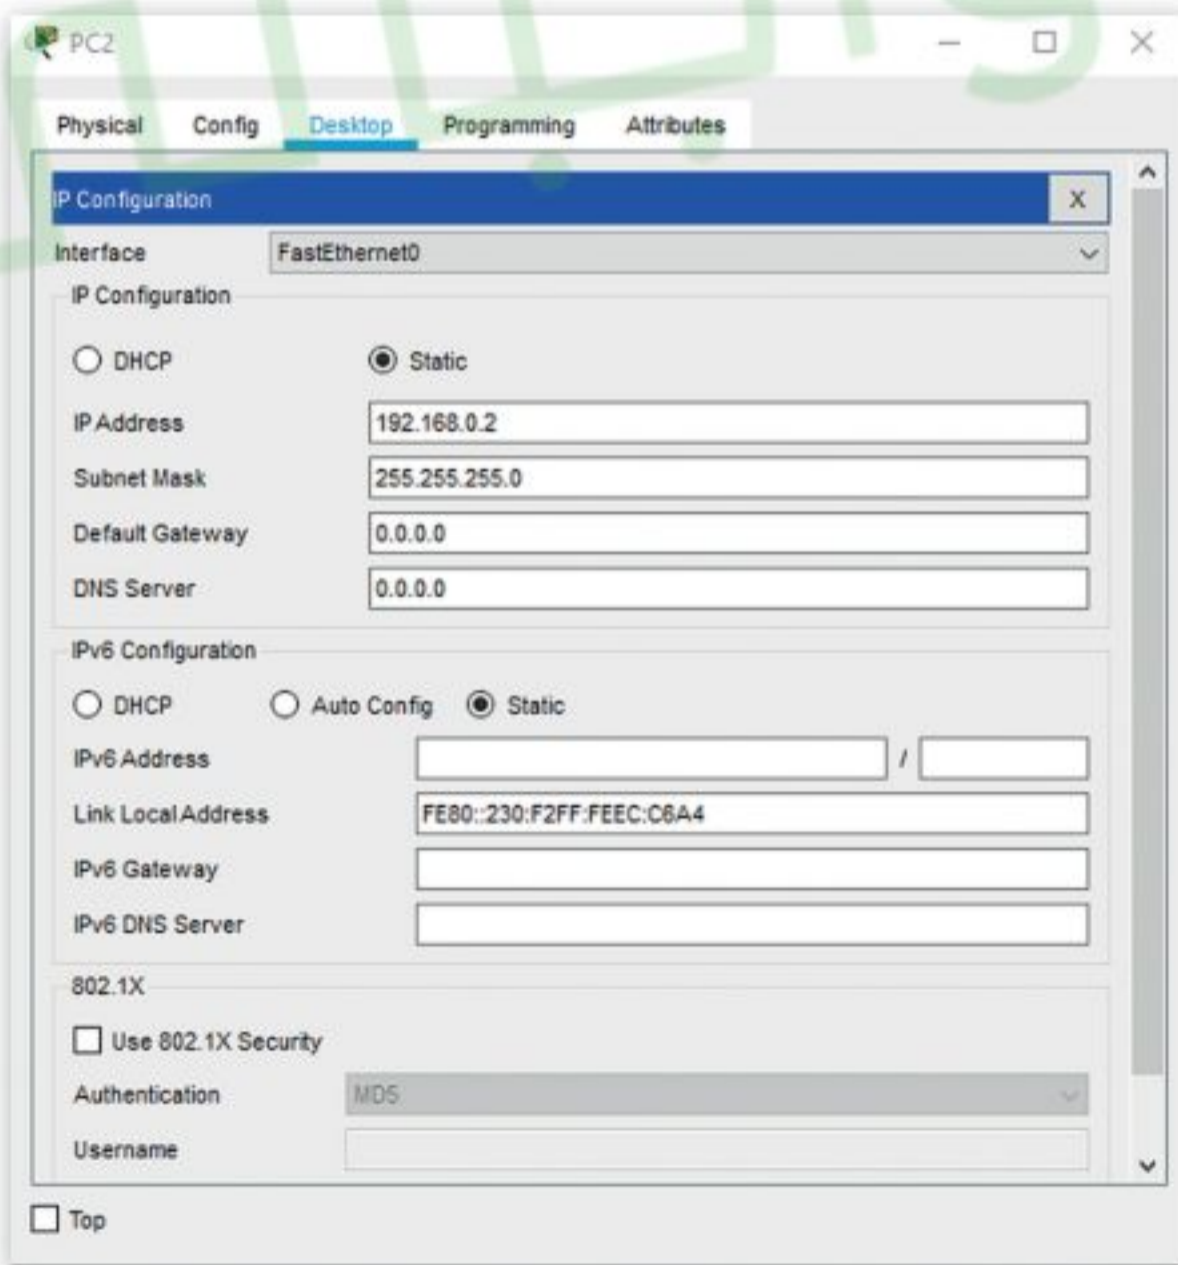 PC2
Physical Config Desktop Programming Attributes
IP Configuration X
Interface FastEthernet0
IP Configuration
DHCP Static
IP Address 192.168.0.2
Subnet Mask 255.255.255.0
Default Gateway 0.0.0.0
DNS Server 0.0.0.0
IPv6 Configuration
DHCP Auto Config Static
IPv6 Address /
Link Local Address FE80::230:F2FF:FEEC:C6A4
IPv6 Gateway
IPv6 DNS Server
802.1X
Use 802.1X Security
Authentication MD5
Username
Top